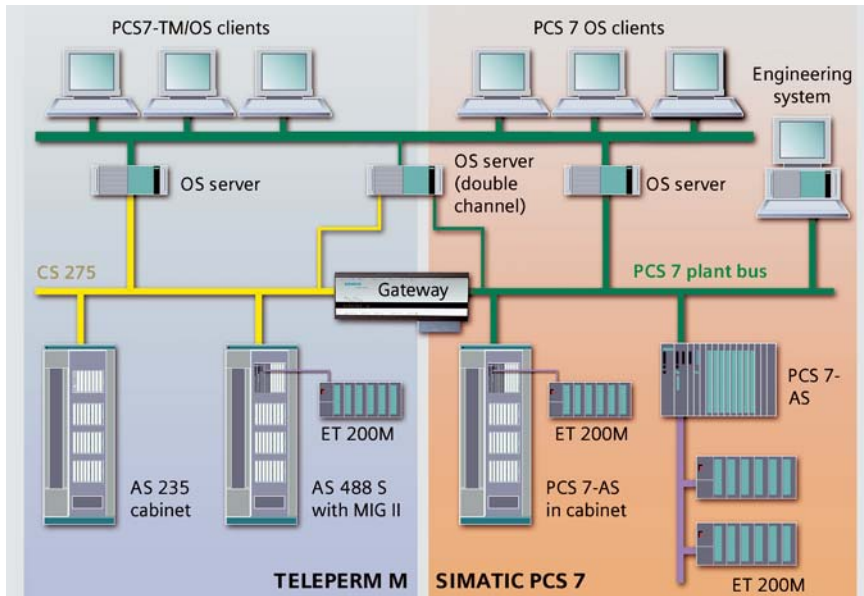 PCS7-TM/OS clients
PCS 7 OS clients
Engineering
system
OS server
OS server
(double
channel)
OS server
CS 275
PCS 7 plant bus
Gateway
PCS 7-
AS
ET 200M
ET 200M
AS 235
cabinet
AS 488 S
with MIG II
PCS 7-AS
in cabinet
ET 200M
TELEPERM M
SIMATIC PCS 7